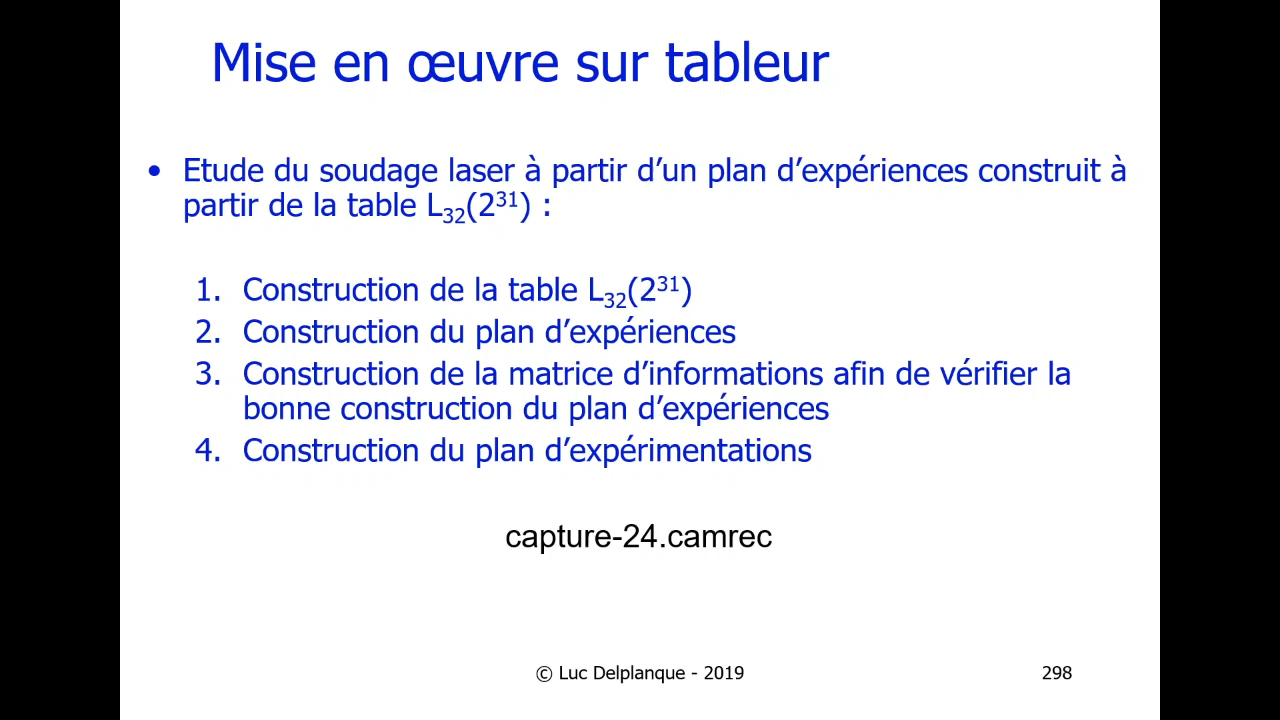 Mise en œuvre sur tableur
• Etude du soudage laser à partir d’un plan d’expériences construit à
partir de la table L₃₂(2³¹) :
1. Construction de la table L₃₂(2³¹)
2. Construction du plan d’expériences
3. Construction de la matrice d’informations afin de vérifier la
bonne construction du plan d’expériences
4. Construction du plan d’expérimentations
capture-24.camrec
© Luc Delplanque - 2019
298